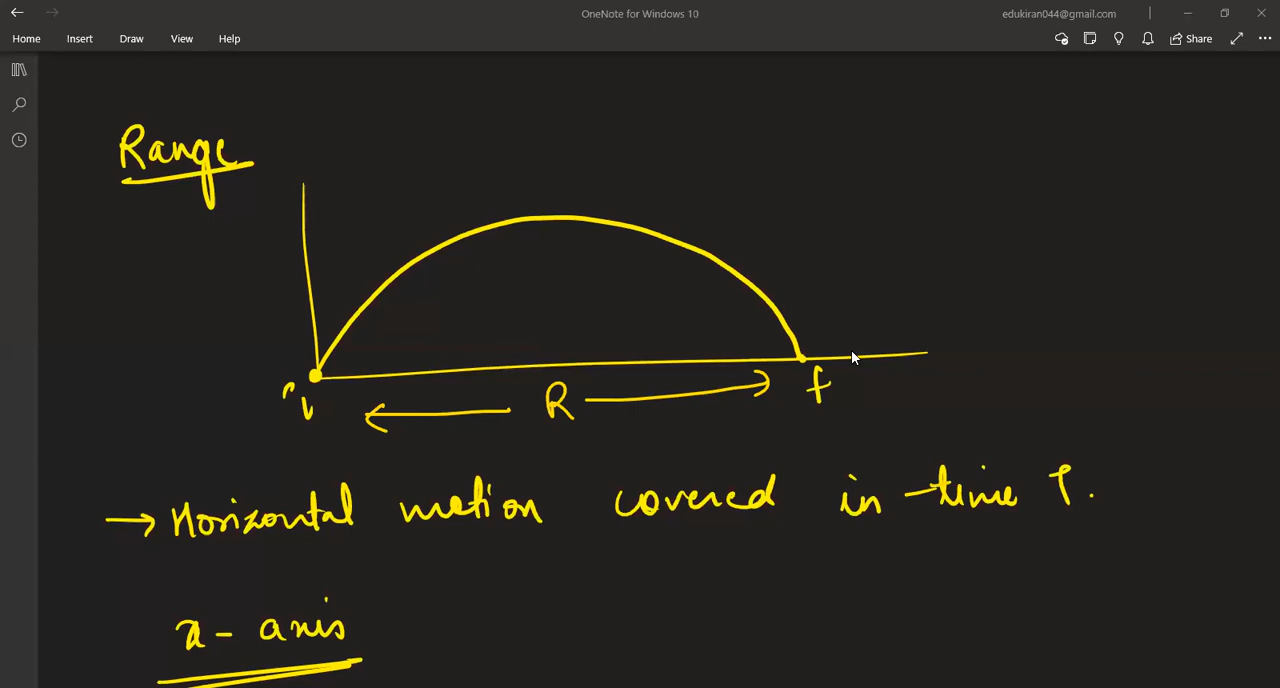 OneNote for Windows 10
edukiran044@gmail.com
Home Insert Draw View Help
Share
Range
i R f
→ Horizontal motion covered in time T.
x - axis